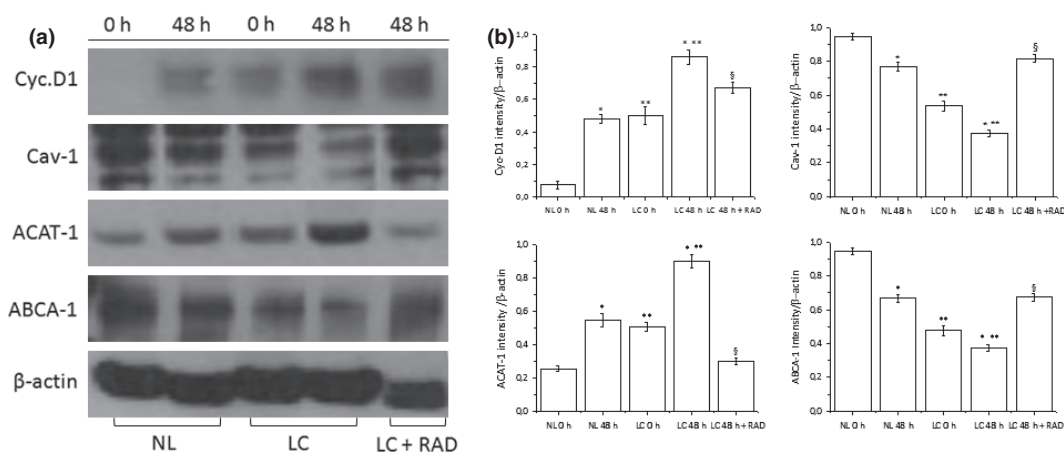 (a)
0 h 48 h 0 h 48 h 48 h
Cyc.D1
Cav-1
ACAT-1
ABCA-1
β-actin
NL LC LC + RAD
(b)
Cyc-D1 intensity/β-actin
1,0
0,8
0,6
0,4
0,2
0,0
* ** * ** §
NL 0 h NL 48 h LC 0 h LC 48 h LC 48 h + RAD
Cav-1 intensity/β-actin
1,0
0,8
0,6
0,4
0,2
0,0
* ** * ** §
NL 0 h NL 48 h LC 0 h LC 48 h LC 48 h + RAD
ACAT-1 intensity/β-actin
1,0
0,8
0,6
0,4
0,2
0,0
* ** * ** §
NL 0 h NL 48 h LC 0 h LC 48 h LC 48 h + RAD
ABCA-1 Intensity/β-actin
1,0
0,8
0,6
0,4
0,2
0,0
* ** * ** §
NL 0 h NL 48 h LC 0 h LC 48 h LC 48 h + RAD